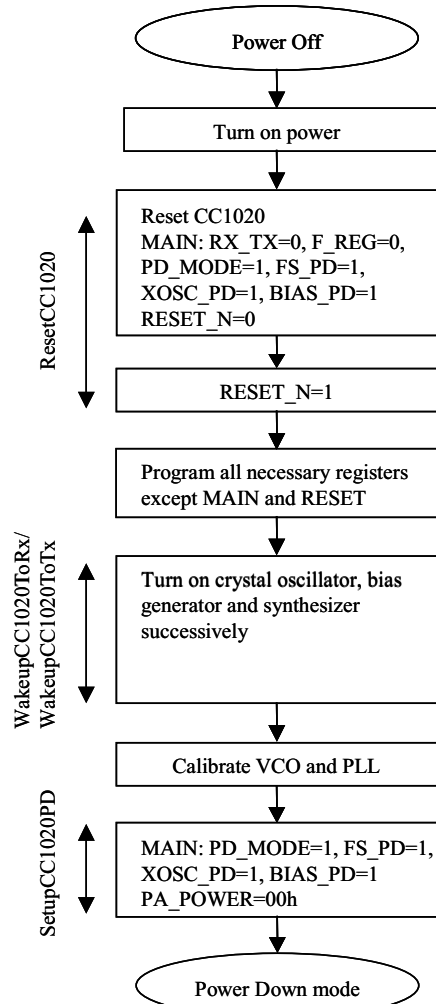 Power Off
Turn on power
ResetCC1020
Reset CC1020
MAIN: RX_TX=0, F_REG=0,
PD_MODE=1, FS_PD=1,
XOSC_PD=1, BIAS_PD=1
RESET_N=0
RESET_N=1
Program all necessary registers
except MAIN and RESET
WakeupCC1020ToRx/
WakeupCC1020ToTx
Turn on crystal oscillator, bias
generator and synthesizer
successively
Calibrate VCO and PLL
SetupCC1020PD
MAIN: PD_MODE=1, FS_PD=1,
XOSC_PD=1, BIAS_PD=1
PA_POWER=00h
Power Down mode